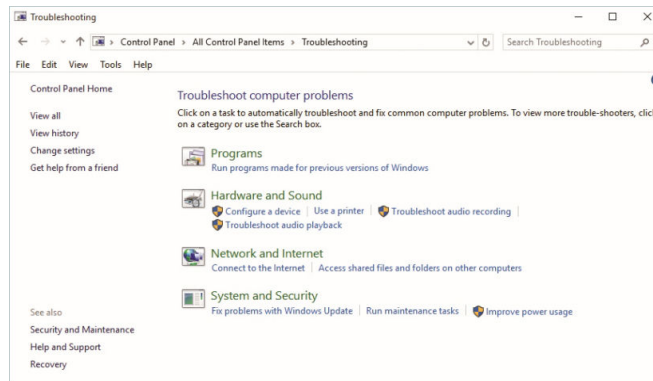 Troubleshooting
Control Panel > All Control Panel Items > Troubleshooting
Search Troubleshooting
File Edit View Tools Help
Control Panel Home
View all
View history
Change settings
Get help from a friend
See also
Security and Maintenance
Help and Support
Recovery
Troubleshoot computer problems
Click on a task to automatically troubleshoot and fix common computer problems. To view more trouble-shooters, clic
on a category or use the Search box.
Programs
Run programs made for previous versions of Windows
Hardware and Sound
Configure a device | Use a printer | Troubleshoot audio recording |
Troubleshoot audio playback
Network and Internet
Connect to the Internet | Access shared files and folders on other computers
System and Security
Fix problems with Windows Update | Run maintenance tasks | Improve power usage